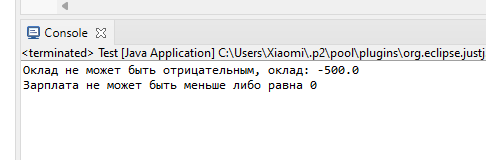 Console
<terminated> Test [Java Application] C:\Users\Xiaomi\.p2\pool\plugins\org.eclipse.justj
Оклад не может быть отрицательным, оклад: -500.0
Зарплата не может быть меньше либо равна 0